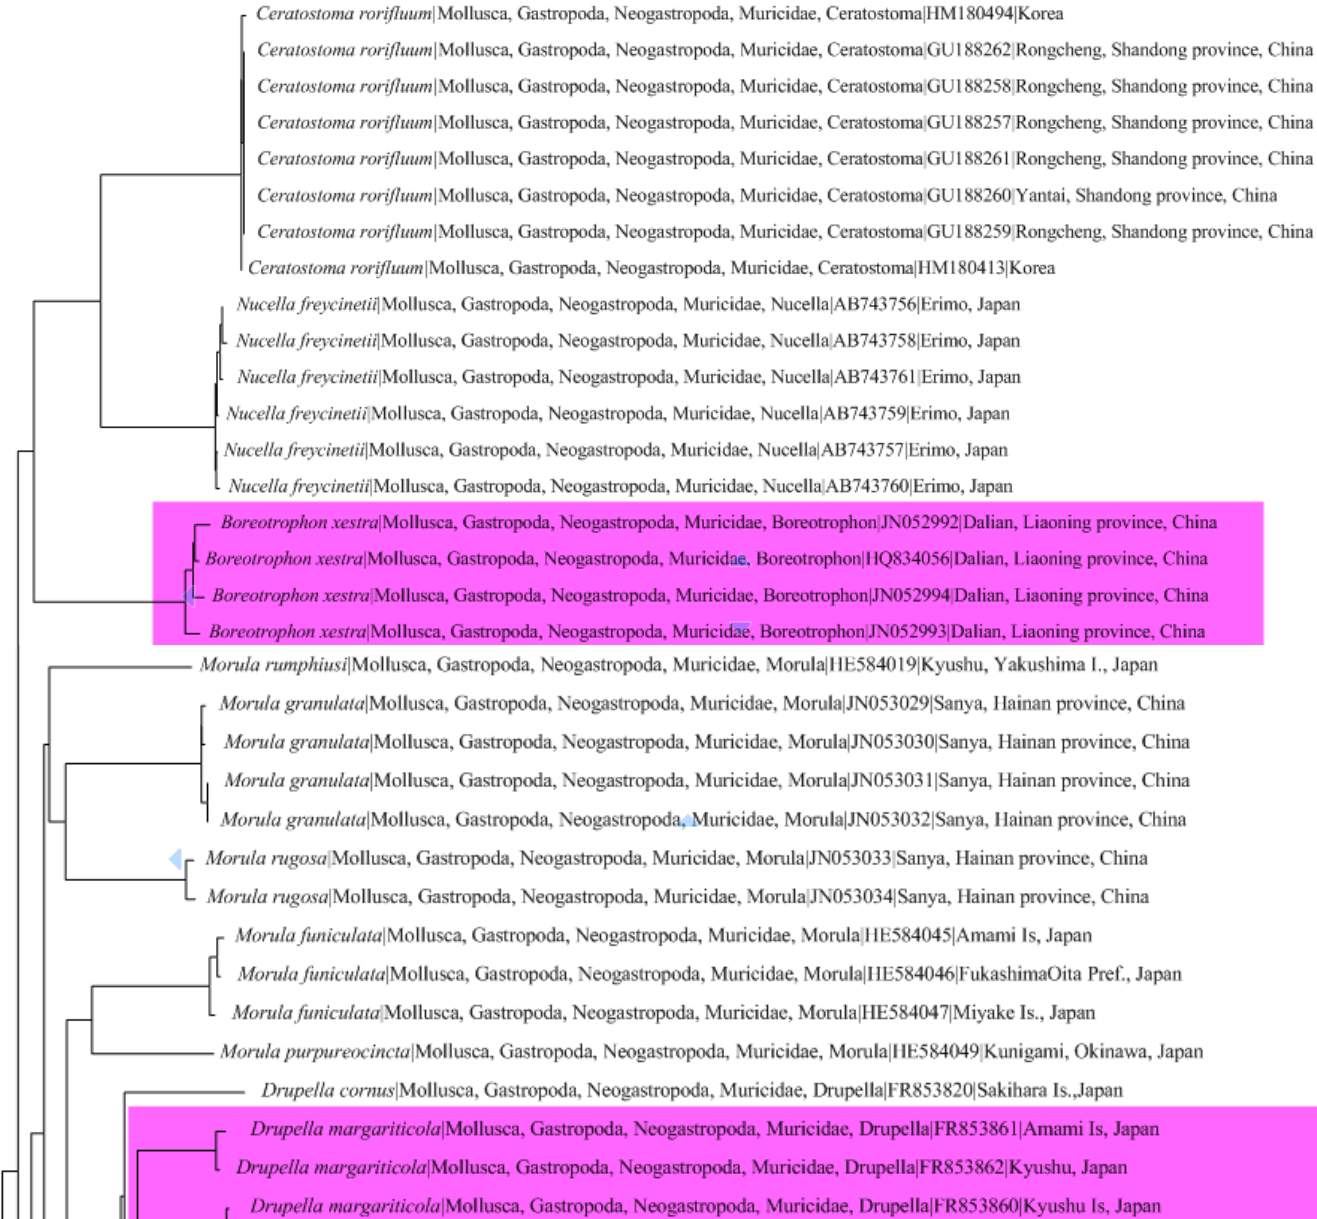 Ceratostoma rorifluum|Mollusca, Gastropoda, Neogastropoda, Muricidae, Ceratostoma|HM180494|Korea
Ceratostoma rorifluum|Mollusca, Gastropoda, Neogastropoda, Muricidae, Ceratostoma|GU188262|Rongcheng, Shandong province, China
Ceratostoma rorifluum|Mollusca, Gastropoda, Neogastropoda, Muricidae, Ceratostoma|GU188258|Rongcheng, Shandong province, China
Ceratostoma rorifluum|Mollusca, Gastropoda, Neogastropoda, Muricidae, Ceratostoma|GU188257|Rongcheng, Shandong province, China
Ceratostoma rorifluum|Mollusca, Gastropoda, Neogastropoda, Muricidae, Ceratostoma|GU188261|Rongcheng, Shandong province, China
Ceratostoma rorifluum|Mollusca, Gastropoda, Neogastropoda, Muricidae, Ceratostoma|GU188260|Yantai, Shandong province, China
Ceratostoma rorifluum|Mollusca, Gastropoda, Neogastropoda, Muricidae, Ceratostoma|GU188259|Rongcheng, Shandong province, China
Ceratostoma rorifluum|Mollusca, Gastropoda, Neogastropoda, Muricidae, Ceratostoma|HM180413|Korea
Nucella freycinetii|Mollusca, Gastropoda, Neogastropoda, Muricidae, Nucella|AB743756|Erimo, Japan
Nucella freycinetii|Mollusca, Gastropoda, Neogastropoda, Muricidae, Nucella|AB743758|Erimo, Japan
Nucella freycinetii|Mollusca, Gastropoda, Neogastropoda, Muricidae, Nucella|AB743761|Erimo, Japan
Nucella freycinetii|Mollusca, Gastropoda, Neogastropoda, Muricidae, Nucella|AB743759|Erimo, Japan
Nucella freycinetii|Mollusca, Gastropoda, Neogastropoda, Muricidae, Nucella|AB743757|Erimo, Japan
Nucella freycinetii|Mollusca, Gastropoda, Neogastropoda, Muricidae, Nucella|AB743760|Erimo, Japan
Boreotrophon xestra|Mollusca, Gastropoda, Neogastropoda, Muricidae, Boreotrophon|JN052992|Dalian, Liaoning province, China
Boreotrophon xestra|Mollusca, Gastropoda, Neogastropoda, Muricidae, Boreotrophon|HQ834056|Dalian, Liaoning province, China
Boreotrophon xestra|Mollusca, Gastropoda, Neogastropoda, Muricidae, Boreotrophon|JN052994|Dalian, Liaoning province, China
Boreotrophon xestra|Mollusca, Gastropoda, Neogastropoda, Muricidae, Boreotrophon|JN052993|Dalian, Liaoning province, China
Morula rumphiusi|Mollusca, Gastropoda, Neogastropoda, Muricidae, Morula|HE584019|Kyushu, Yakushima I., Japan
Morula granulata|Mollusca, Gastropoda, Neogastropoda, Muricidae, Morula|JN053029|Sanya, Hainan province, China
Morula granulata|Mollusca, Gastropoda, Neogastropoda, Muricidae, Morula|JN053030|Sanya, Hainan province, China
Morula granulata|Mollusca, Gastropoda, Neogastropoda, Muricidae, Morula|JN053031|Sanya, Hainan province, China
Morula granulata|Mollusca, Gastropoda, Neogastropoda, Muricidae, Morula|JN053032|Sanya, Hainan province, China
Morula rugosa|Mollusca, Gastropoda, Neogastropoda, Muricidae, Morula|JN053033|Sanya, Hainan province, China
Morula rugosa|Mollusca, Gastropoda, Neogastropoda, Muricidae, Morula|JN053034|Sanya, Hainan province, China
Morula funiculata|Mollusca, Gastropoda, Neogastropoda, Muricidae, Morula|HE584045|Amami Is, Japan
Morula funiculata|Mollusca, Gastropoda, Neogastropoda, Muricidae, Morula|HE584046|FukashimaOita Pref., Japan
Morula funiculata|Mollusca, Gastropoda, Neogastropoda, Muricidae, Morula|HE584047|Miyake Is., Japan
Morula purpureocincta|Mollusca, Gastropoda, Neogastropoda, Muricidae, Morula|HE584049|Kunigami, Okinawa, Japan
Drupella cornus|Mollusca, Gastropoda, Neogastropoda, Muricidae, Drupella|FR853820|Sakihara Is.,Japan
Drupella margariticola|Mollusca, Gastropoda, Neogastropoda, Muricidae, Drupella|FR853861|Amami Is, Japan
Drupella margariticola|Mollusca, Gastropoda, Neogastropoda, Muricidae, Drupella|FR853862|Kyushu, Japan
Drupella margariticola|Mollusca, Gastropoda, Neogastropoda, Muricidae, Drupella|FR853860|Kyushu Is, Japan